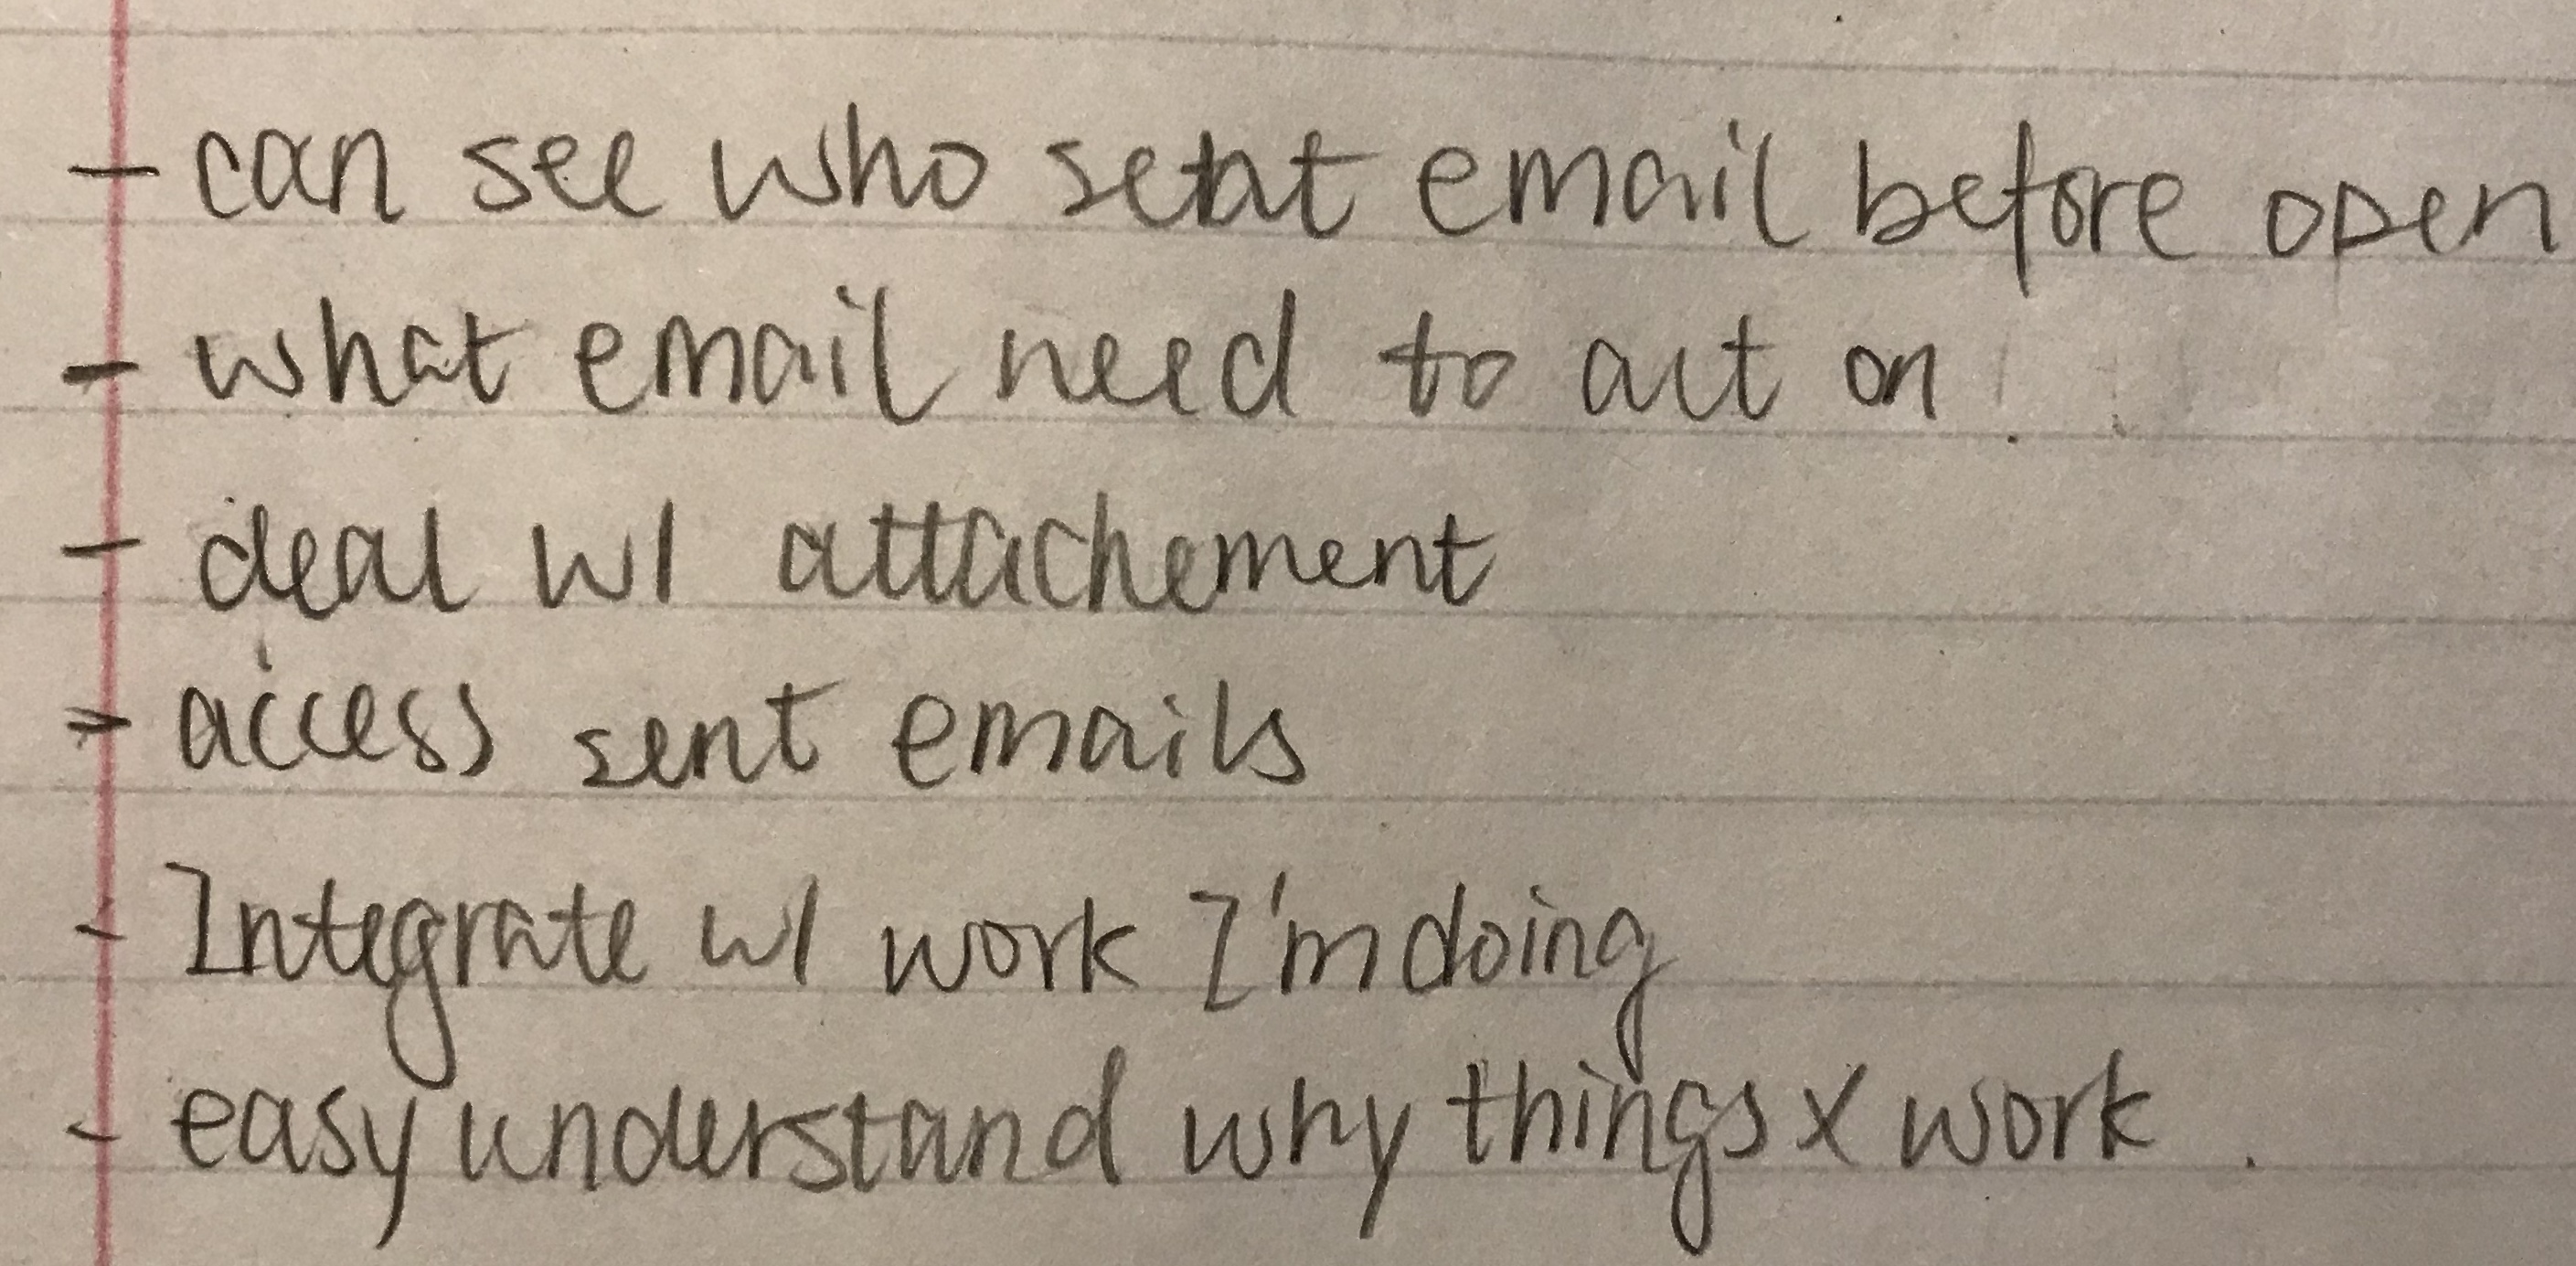 - can see who sent email before open
- what email need to act on
- deal w/ attachement
- access sent emails
- Integrate w/ work I'm doing
- easy understand why things x work.